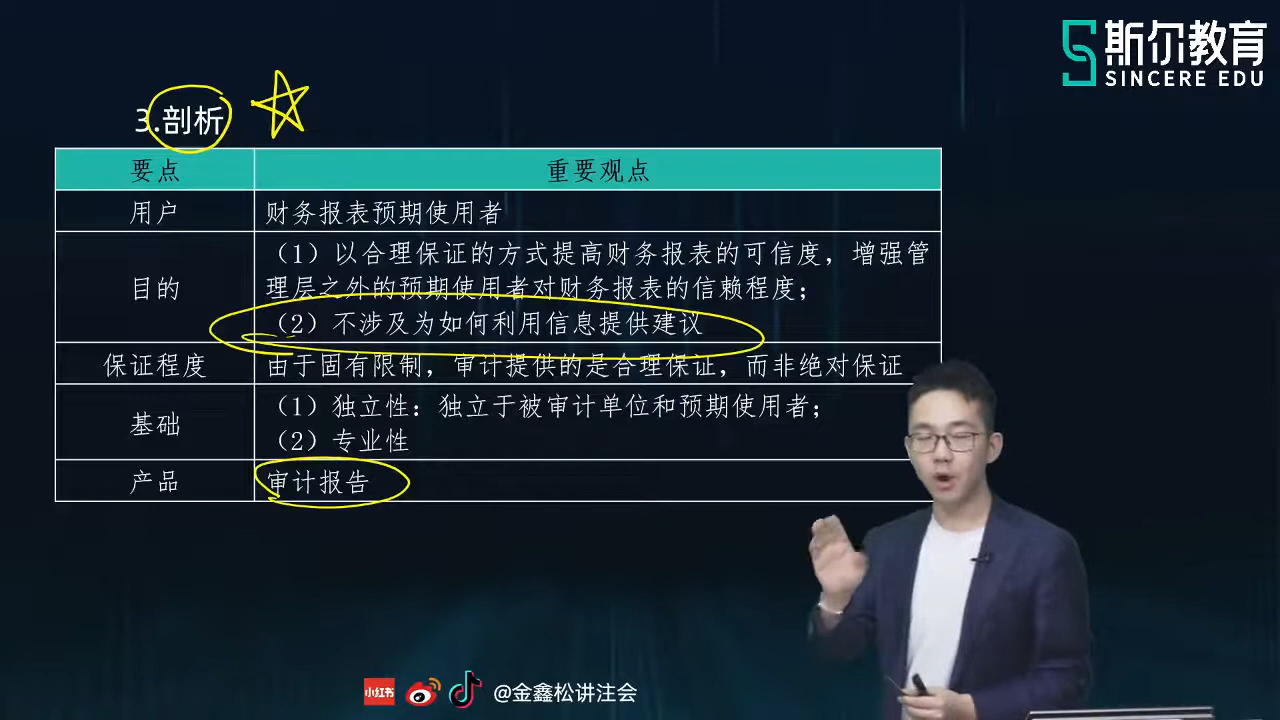 斯尔教育
SINCERE EDU
3.剖析
要点
重要观点
用户
财务报表预期使用者
目的
（1）以合理保证的方式提高财务报表的可信度，增强管
理层之外的预期使用者对财务报表的信赖程度；
（2）不涉及为如何利用信息提供建议
保证程度
由于固有限制，审计提供的是合理保证，而非绝对保证
基础
（1）独立性：独立于被审计单位和预期使用者；
（2）专业性
产品
审计报告
小红书
@金鑫松讲注会